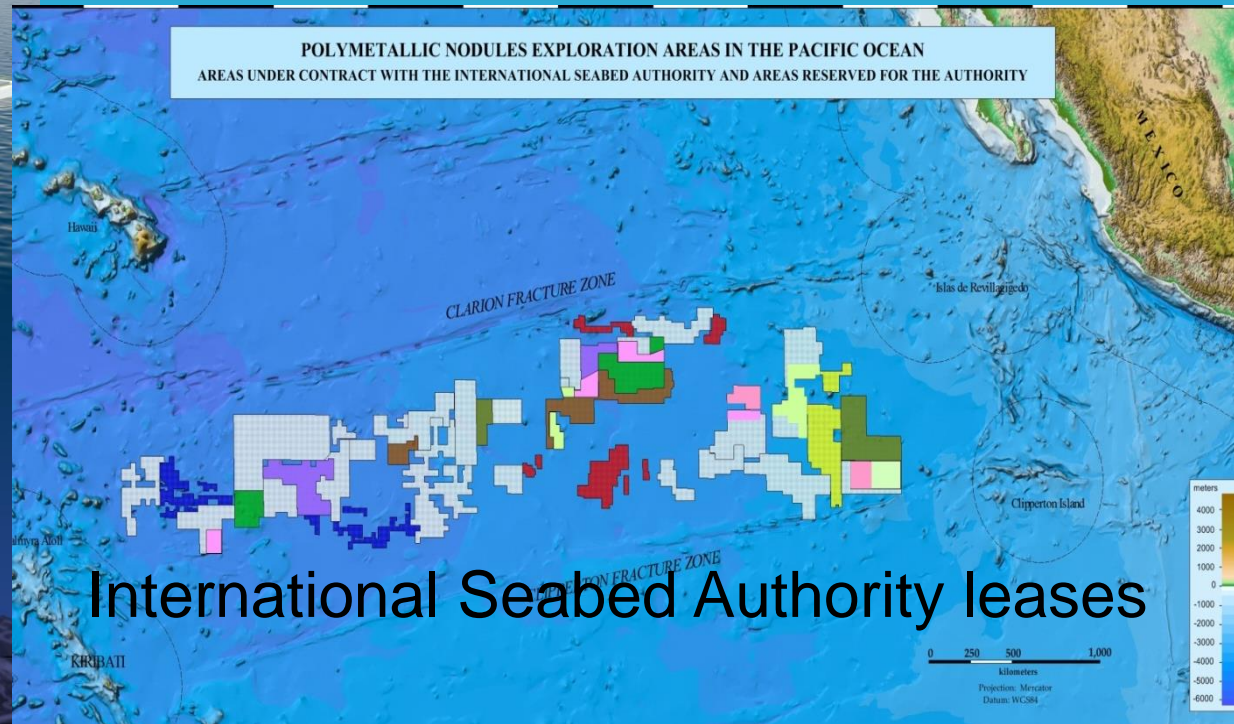 POLYMETALLIC NODULES EXPLORATION AREAS IN THE PACIFIC OCEAN
AREAS UNDER CONTRACT WITH THE INTERNATIONAL SEABED AUTHORITY AND AREAS RESERVED FOR THE AUTHORITY
MEXICO
Hawaii
CLARION FRACTURE ZONE
Islas de Revillagigedo
Clipperton Island
meters
4000
3000
2000
1000
0
-1000
-2000
-3000
-4000
-5000
-6000
Atoll
FRACTURE ZONE
International Seabed Authority leases
KIRIBATI
0 250 500 1,000
kilometers
Projection: Mercator
Datum: WGS84